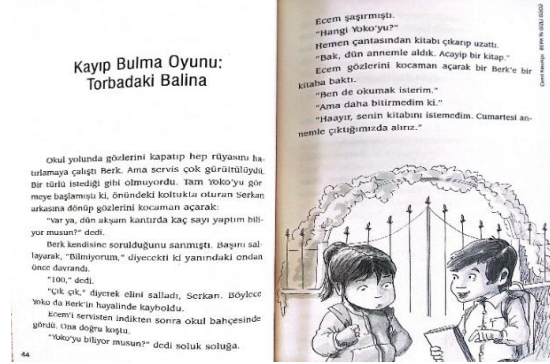 Kayıp Bulma Oyunu:
Torbadaki Balina
Okul yolunda gözlerini kapatıp hep rüyasını ha-
tırlamaya çalıştı Berk. Ama servis çok gürültülüydü.
Bir türlü istediği gibi olmuyordu. Tam Yoko'yu gör-
meye başlamıştı ki, önündeki koltukta oturan Serkan
arkasına dönüp gözlerini kocaman açarak:
"Var ya, dün akşam kantırda kaç sayı yaptım bili-
yor musun?" dedi.
Berk kendisine sorulduğunu sanmıştı. Başını sal-
layarak, "Bilmiyorum," diyecekti ki yanındaki ondan
önce davrandı.
"100," dedi.
"Çık çık," diyerek elini salladı, Serkan. Böylece
Yoko da Berk'in hayalinde kayboldu.
Ecem'i servisten indikten sonra okul bahçesinde
gördü. Ona doğru koştu.
"Yoko'yu biliyor musun?" dedi soluk soluğa.
44
Ecem şaşırmıştı.
"Hangi Yoko'yu?"
Hemen çantasından kitabı çıkarıp uzattı.
"Bak, dün annemle aldık. Acayip bir kitap."
Ecem gözlerini kocaman açarak bir Berk'e bir
kitaba baktı.
"Ben de okumak isterim."
"Ama daha bitirmedim ki."
"Haayır, senin kitabını istemedim. Cumartesi an-
nemle çıktığımızda alırız."
BERK'İN GİZLİ GÜCÜ